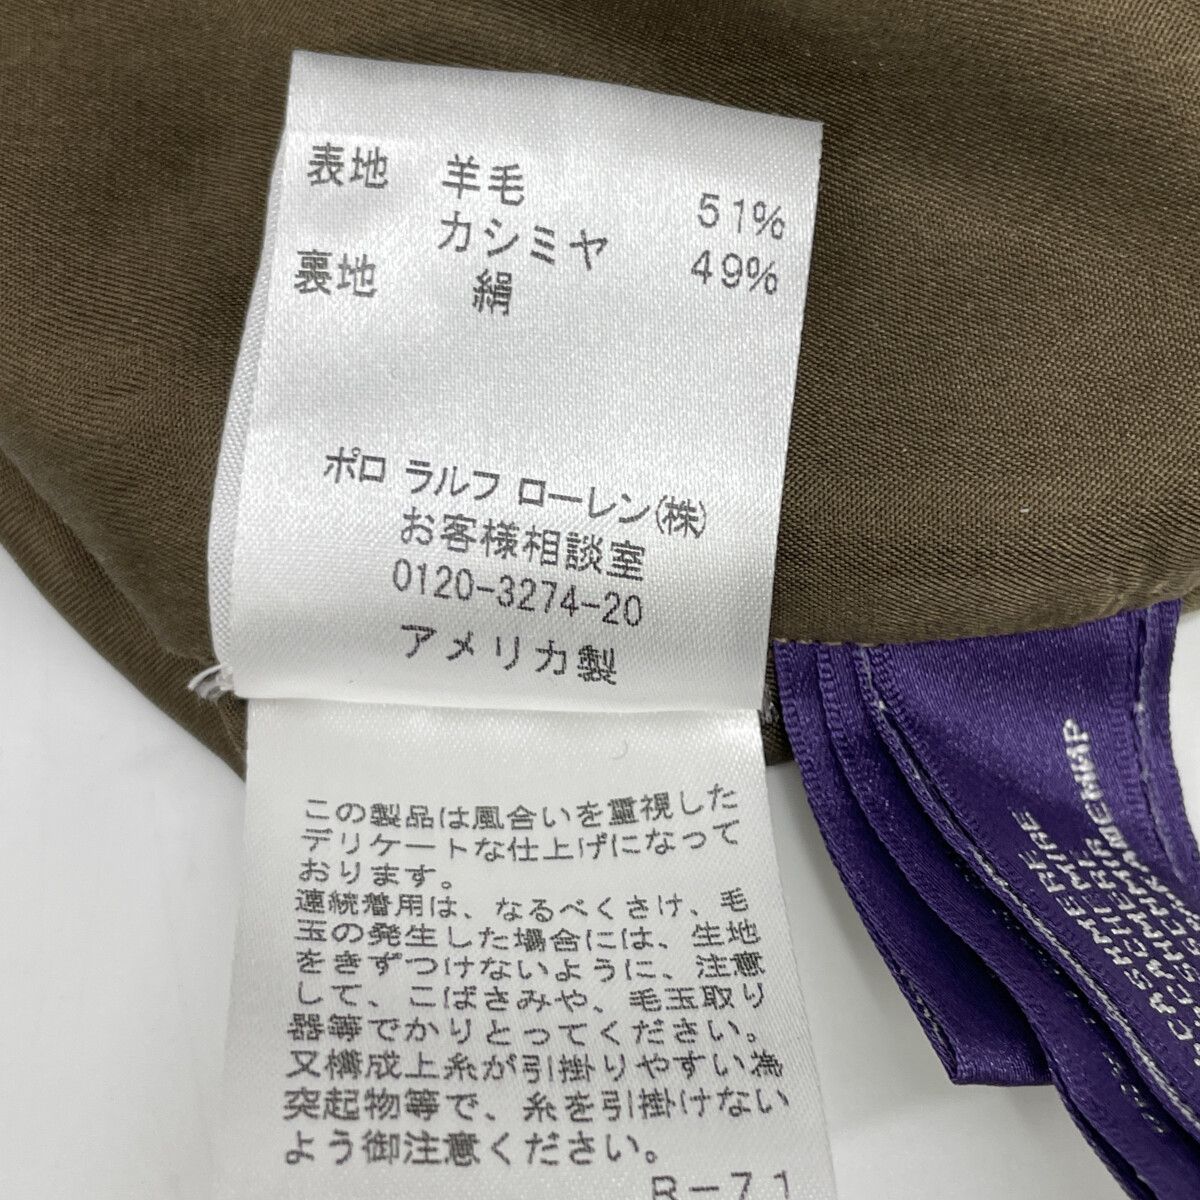 表地 羊毛 51%
カシミヤ 49%
裏地 絹
ポロ ラルフ ローレン(株)
お客様相談室
0120-3274-20
アメリカ製
この製品は風合いを重視した
デリケートな仕上げになって
おります。
連続着用は、なるべくさけ、毛
玉の発生した場合には、生地
をきずつけないように、注意
して、こばさみや、毛玉取り
器等でかりとってください。
又構成上糸が引掛りやすい為
突起物等で、糸を引掛けない
よう御注意ください。
R-71